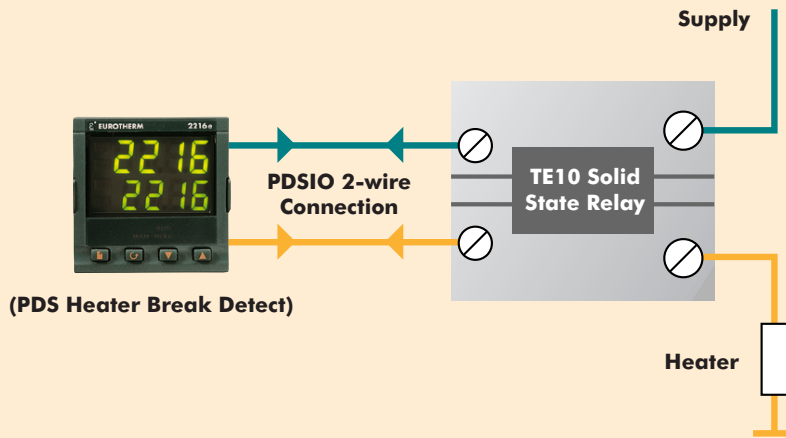 Supply
EUROTHERM 2216e
2216
2216
PDSIO 2-wire
Connection
TE10 Solid
State Relay
(PDS Heater Break Detect)
Heater